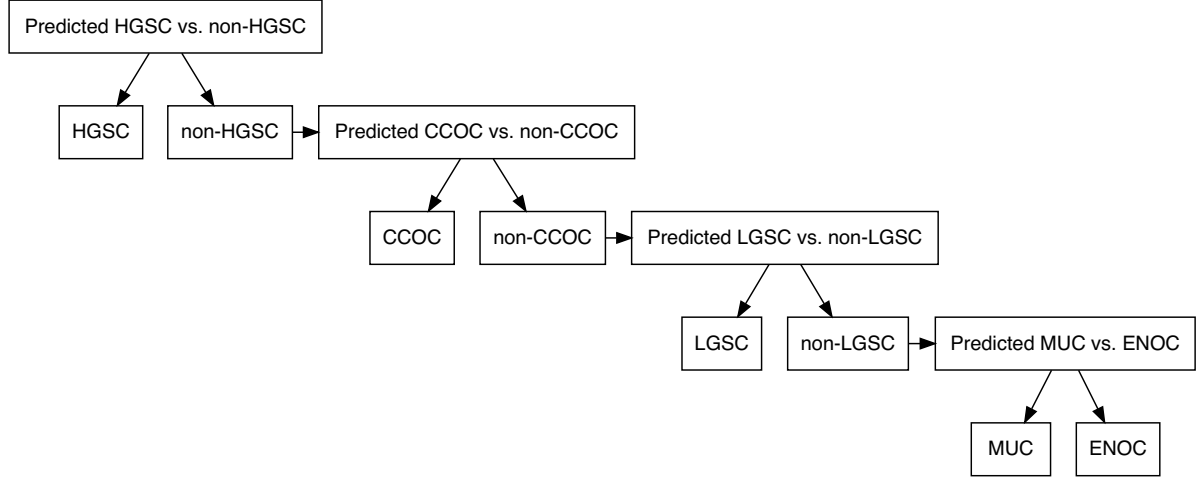 Predicted HGSC vs. non-HGSC
HGSC
non-HGSC
Predicted CCOC vs. non-CCOC
CCOC
non-CCOC
Predicted LGSC vs. non-LGSC
LGSC
non-LGSC
Predicted MUC vs. ENOC
MUC
ENOC